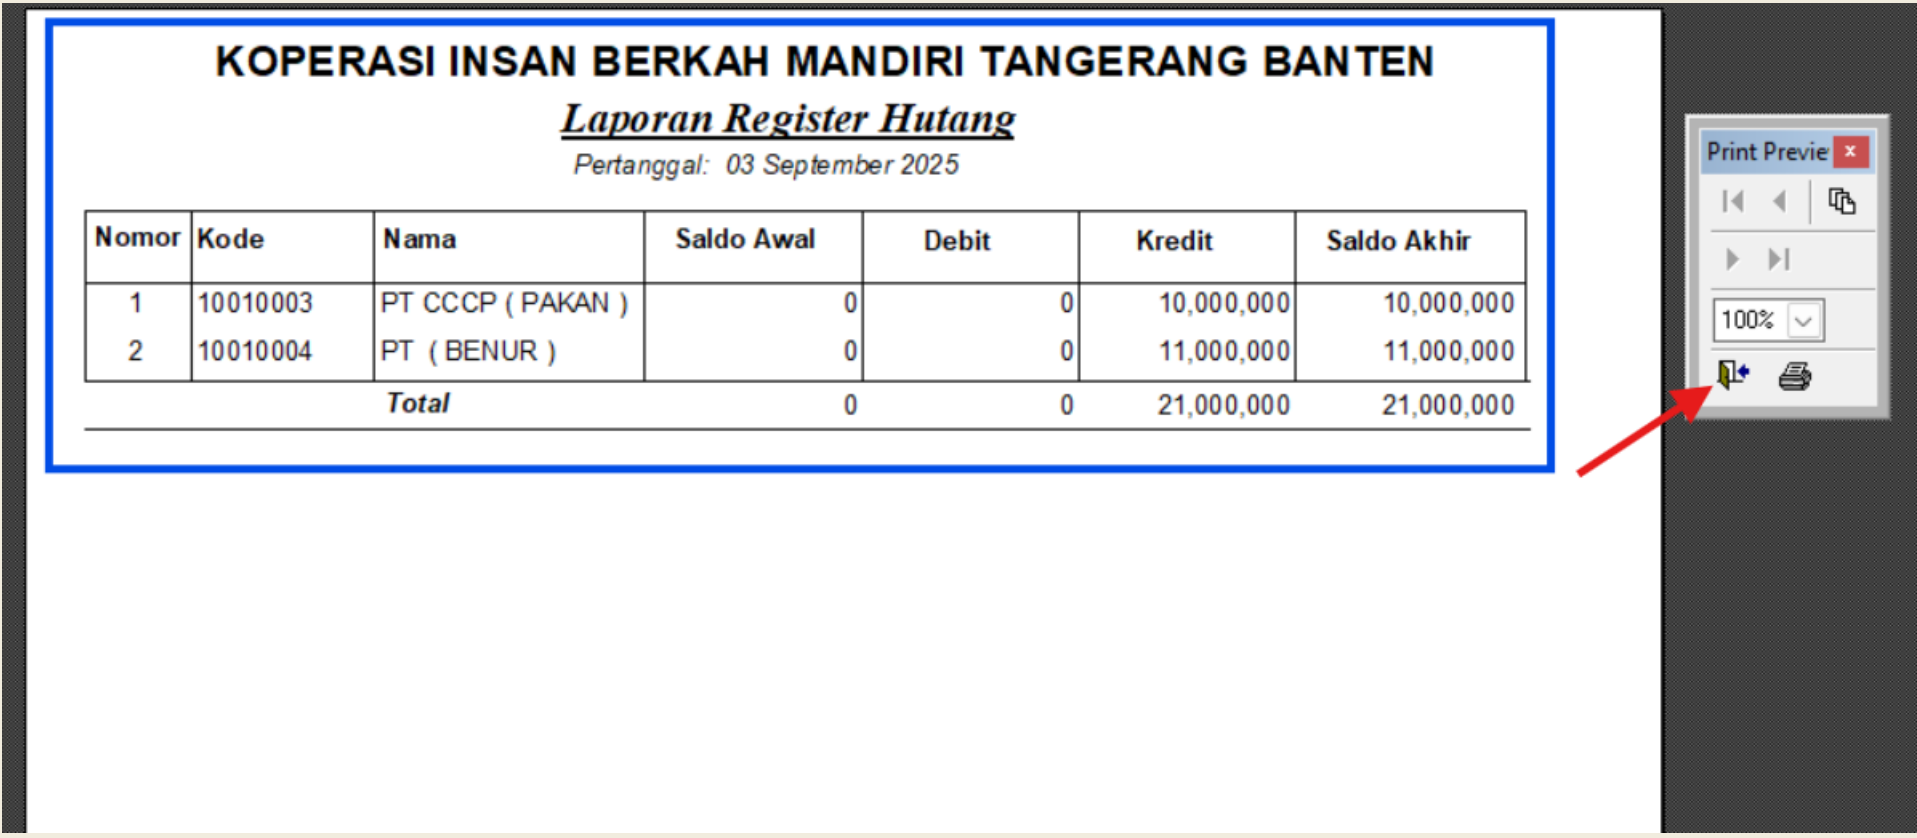 KOPERASI INSAN BERKAH MANDIRI TANGERANG BANTEN
Laporan Register Hutang
Pertanggal: 03 September 2025
Nomor Kode Nama Saldo Awal Debit Kredit Saldo Akhir
1 10010003 PT CCCP ( PAKAN ) 0 0 10,000,000 10,000,000
2 10010004 PT ( BENUR ) 0 0 11,000,000 11,000,000
Total 0 0 21,000,000 21,000,000
Print Previe
100%